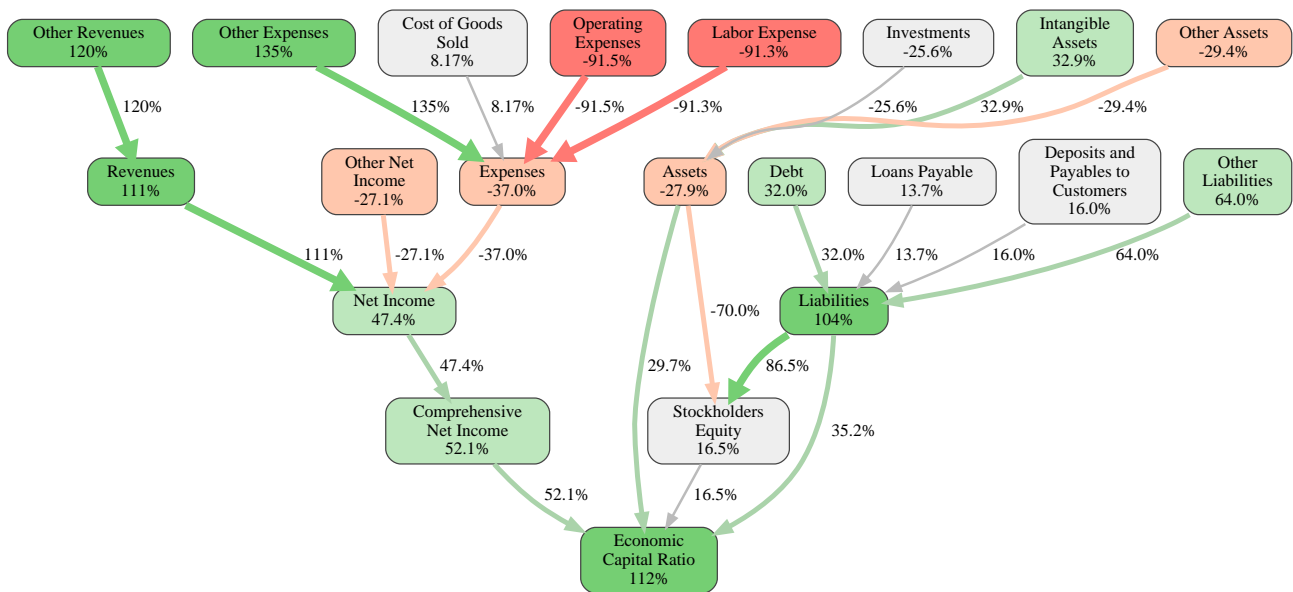 Other Revenues
120%
Other Expenses
135%
Cost of Goods
Sold
8.17%
Operating
Expenses
-91.5%
Labor Expense
-91.3%
Investments
-25.6%
Intangible
Assets
32.9%
Other Assets
-29.4%
120%
135%
8.17%
-91.5%
-91.3%
-25.6%
32.9%
-29.4%
Revenues
111%
Other Net
Income
-27.1%
Expenses
-37.0%
Assets
-27.9%
Debt
32.0%
Loans Payable
13.7%
Deposits and
Payables to
Customers
16.0%
Other
Liabilities
64.0%
111%
-27.1%
-37.0%
32.0%
13.7%
16.0%
64.0%
Net Income
47.4%
Liabilities
104%
-70.0%
47.4%
29.7%
86.5%
Comprehensive
Net Income
52.1%
Stockholders
Equity
16.5%
35.2%
52.1%
16.5%
Economic
Capital Ratio
112%